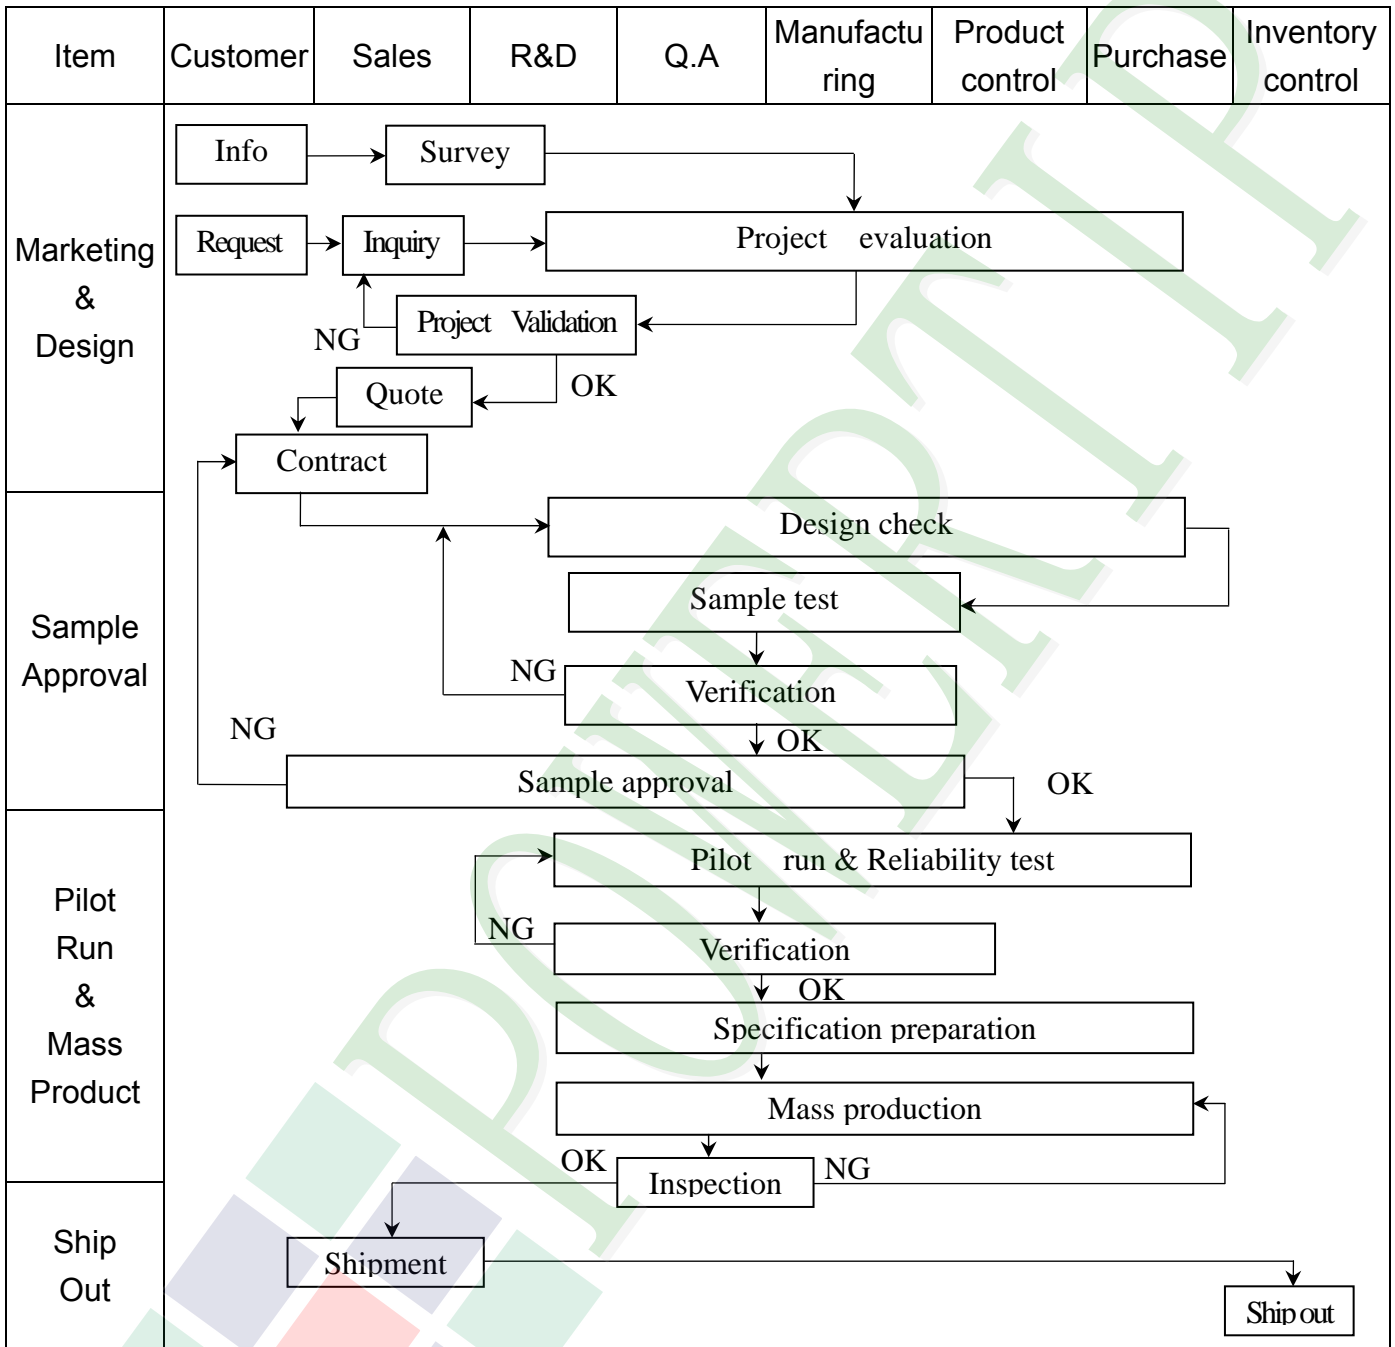 Item
Customer
Sales
R&D
Q.A
Manufactu
ring
Product
control
Purchase
Inventory
control
Marketing
&
Design
Info
Survey
Request
Inquiry
Project evaluation
Project Validation
NG
OK
Quote
Contract
Sample
Approval
Design check
Sample test
NG
Verification
NG
OK
Sample approval
OK
Pilot
Run
&
Mass
Product
Pilot run & Reliability test
NG
Verification
OK
Specification preparation
Mass production
OK
Inspection
NG
Ship
Out
Shipment
Ship out
POWERTIP